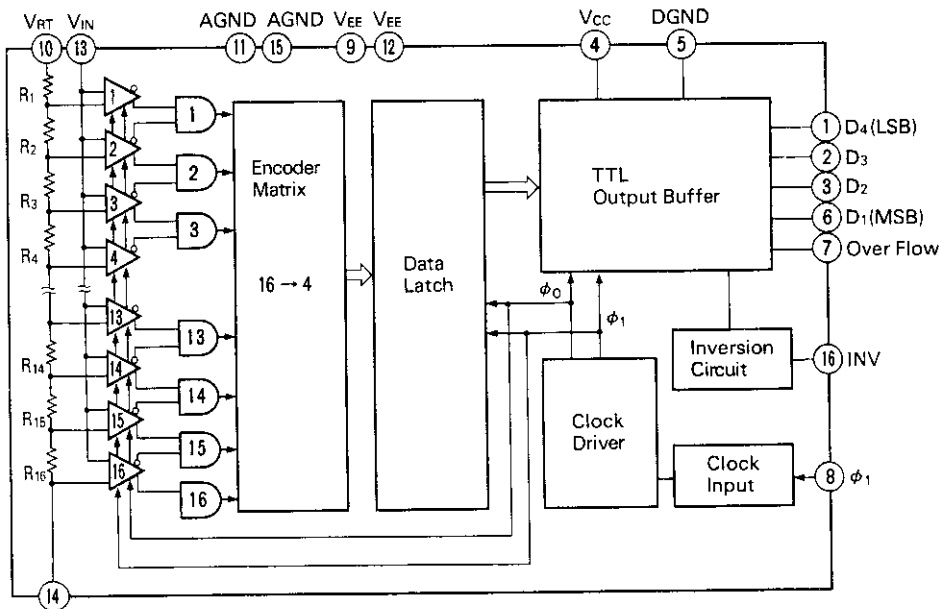 VRT VIN AGND AGND VEE VEE VCC DGND
10 13 11 15 9 12 4 5
R1
R2
R3
R4
R14
R15
R16
1
2
3
4
13
14
15
16
1
2
3
13
14
15
16
Encoder
Matrix
16 → 4
Data
Latch
TTL
Output Buffer
ϕ0
ϕ1
Clock
Driver
Inversion
Circuit
Clock
Input
1 D4(LSB)
2 D3
3 D2
6 D1(MSB)
7 Over Flow
16 INV
8 ϕ1
14